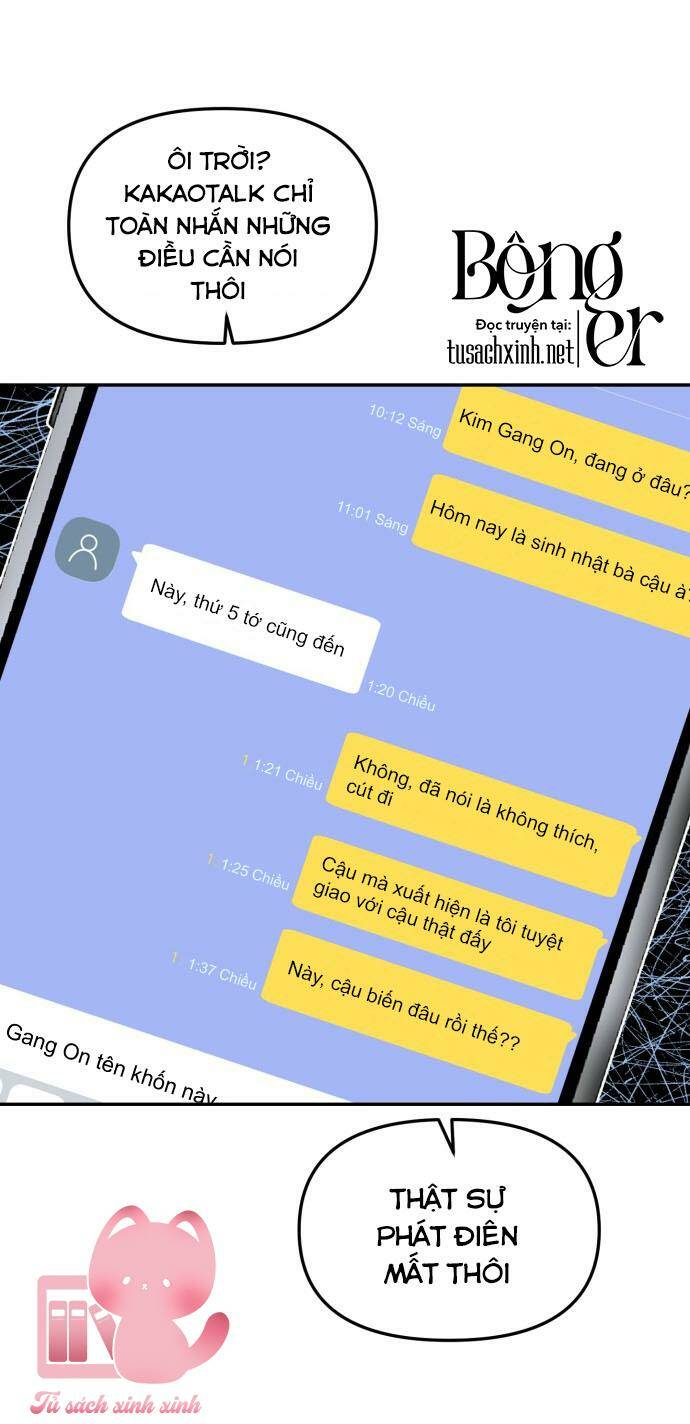 ÔI TRỜI?
KAKAOTALK CHỈ
TOÀN NHẮN NHỮNG
ĐIỀU CẦN NÓI
THÔI
Bông
er
Đọc truyện tại:
tusachxinh.net
10:12 Sáng
Kim Gang On, đang ở đâu?
11:01 Sáng
Hôm nay là sinh nhật bà cậu à?
Này, thứ 5 tớ cũng đến
1:20 Chiều
1 1:21 Chiều
Không, đã nói là không thích,
cút đi
1 1:25 Chiều
Cậu mà xuất hiện là tôi tuyệt
giao với cậu thật đấy
1 1:37 Chiều
Này, cậu biến đâu rồi thế??
Gang On tên khốn này
THẬT SỰ
PHÁT ĐIÊN
MẤT THÔI
Tủ sách xinh xinh